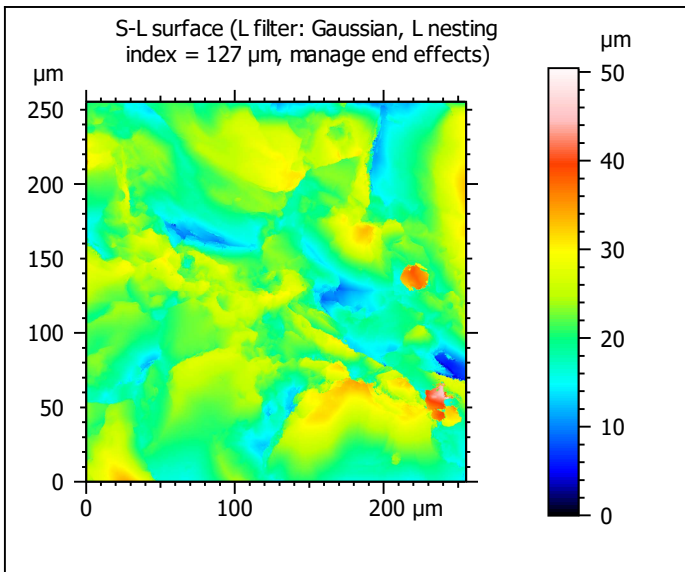 S-L surface (L filter: Gaussian, L nesting
index = 127 µm, manage end effects)
µm
250
200
150
100
50
0
0
100
200 µm
µm
50
40
30
20
10
0